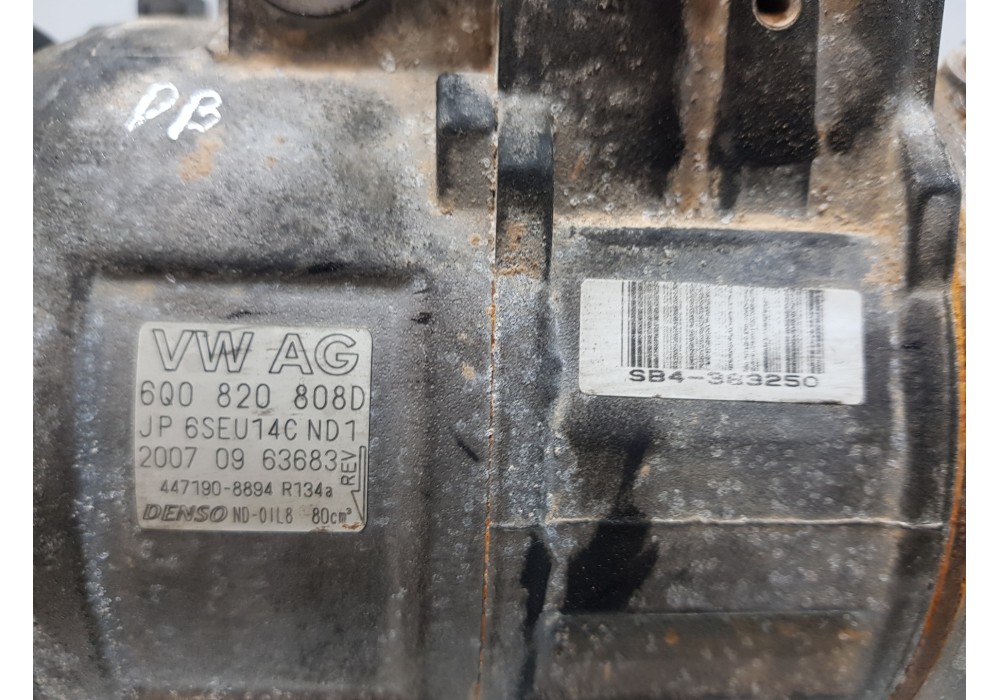 DB
VW AG
6Q0 820 808D
JP 6SEU14C ND1
2007 09 63683
REV
447190-8894 R134a
DENSO ND-OIL8 80cm³
SB4-383250